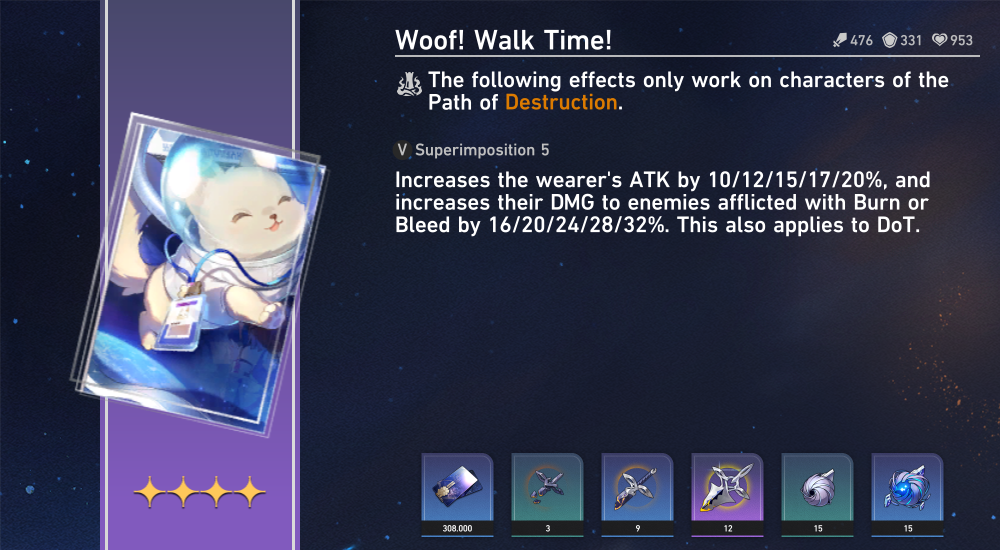 Woof! Walk Time!
476 331 953
The following effects only work on characters of the
Path of Destruction.
V Superimposition 5
Increases the wearer's ATK by 10/12/15/17/20%, and
increases their DMG to enemies afflicted with Burn or
Bleed by 16/20/24/28/32%. This also applies to DoT.
308.000 3 9 12 15 15